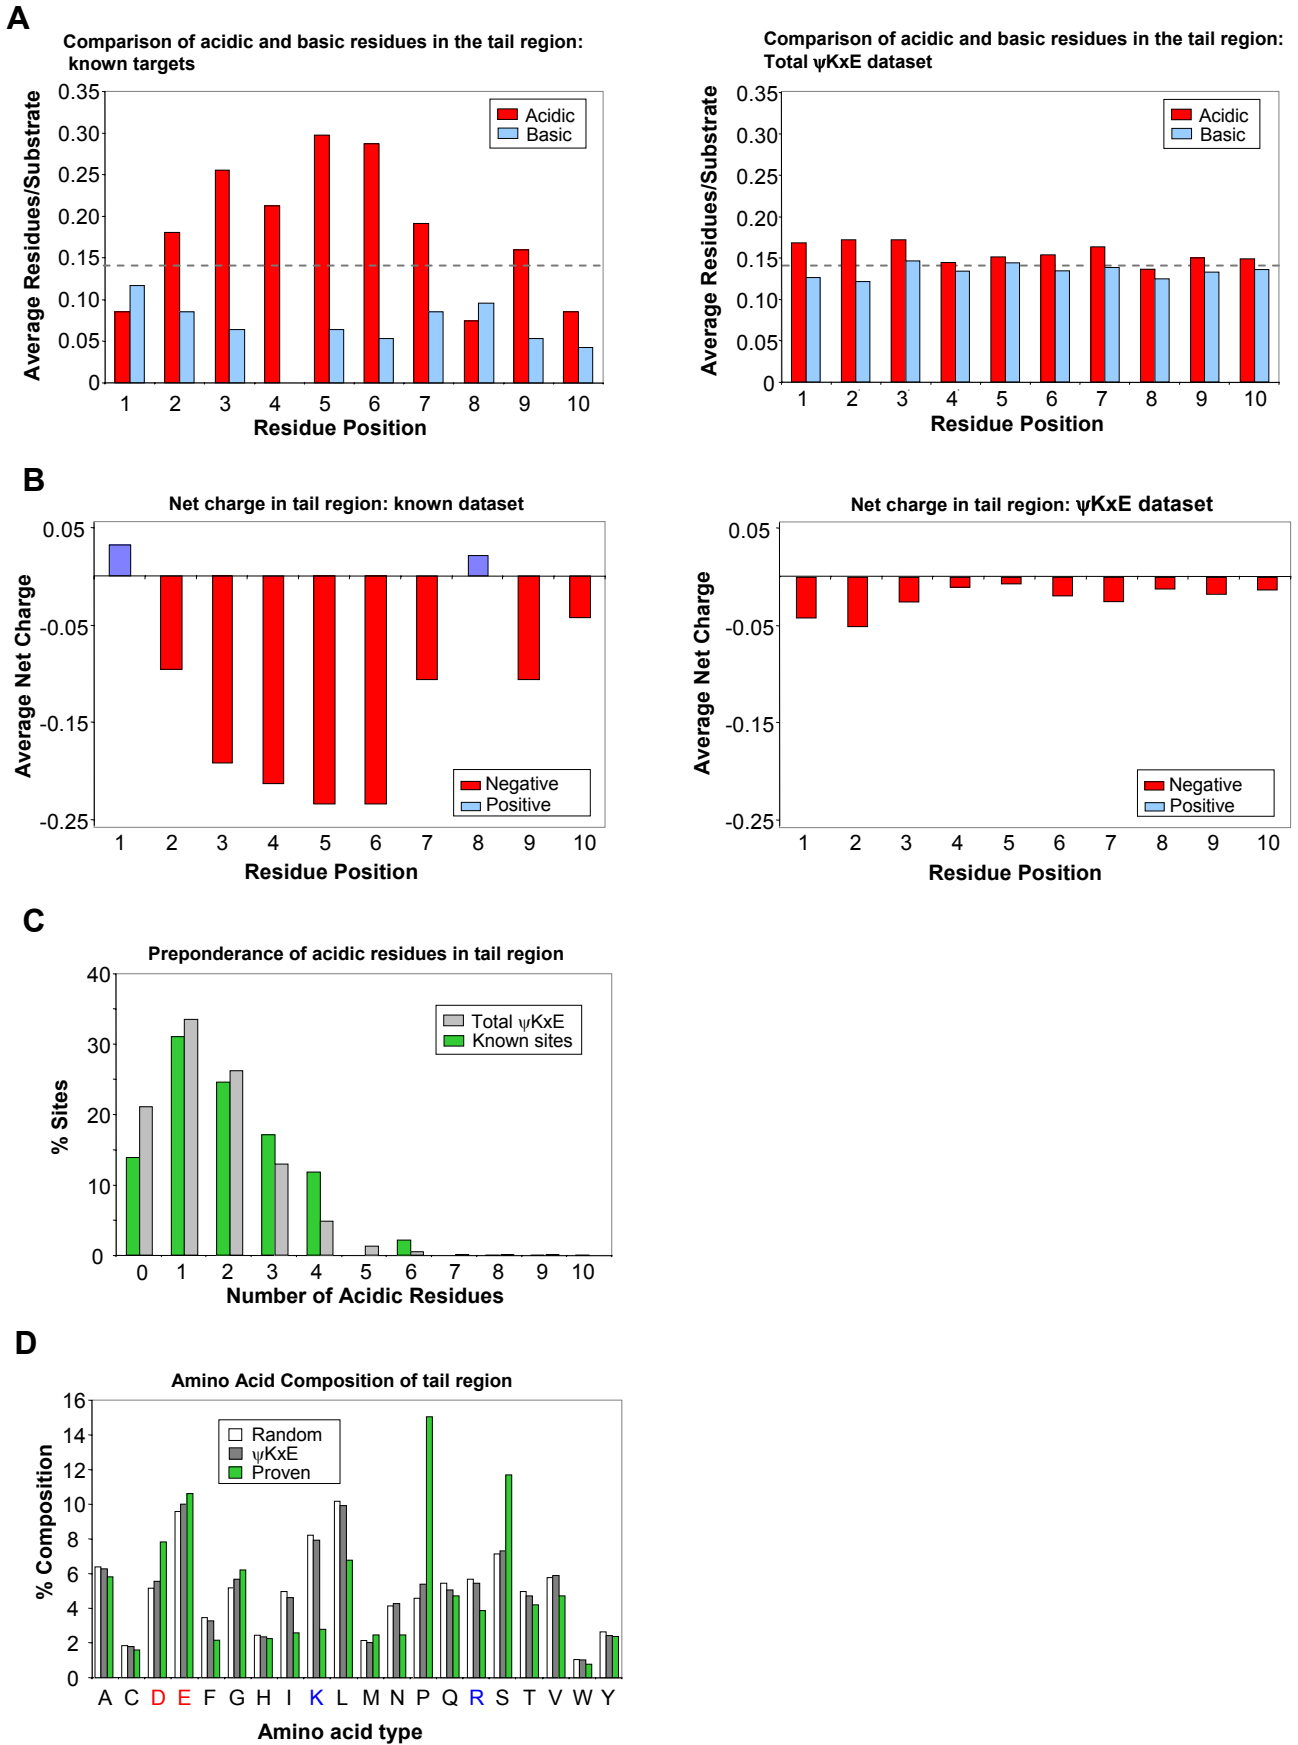 A
Comparison of acidic and basic residues in the tail region:
known targets
Average Residues/Substrate
0.35
0.30
0.25
0.20
0.15
0.10
0.05
0
Acidic
Basic
1 2 3 4 5 6 7 8 9 10
Residue Position
Comparison of acidic and basic residues in the tail region:
Total ψKxE dataset
Average Residues/Substrate
0.35
0.30
0.25
0.20
0.15
0.10
0.05
0
Acidic
Basic
1 2 3 4 5 6 7 8 9 10
Residue Position
B
Net charge in tail region: known dataset
Average Net Charge
0.05
-0.05
-0.15
-0.25
Negative
Positive
1 2 3 4 5 6 7 8 9 10
Residue Position
Net charge in tail region: ψKxE dataset
Average Net Charge
0.05
-0.05
-0.15
-0.25
Negative
Positive
1 2 3 4 5 6 7 8 9 10
Residue Position
C
Preponderance of acidic residues in tail region
% Sites
40
30
20
10
0
Total ψKxE
Known sites
0 1 2 3 4 5 6 7 8 9 10
Number of Acidic Residues
D
Amino Acid Composition of tail region
% Composition
16
14
12
10
8
6
4
2
0
Random
ψKxE
Proven
A C D E F G H I K L M N P Q R S T V W Y
Amino acid type